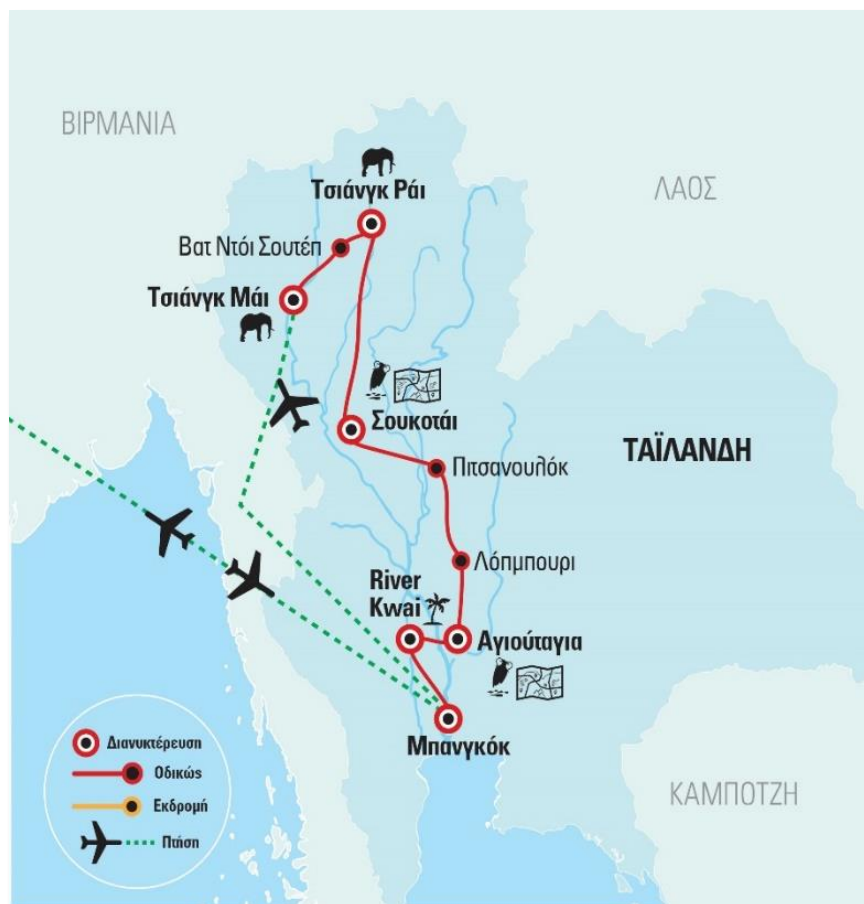 ΒΙΡΜΑΝΙΑ
ΛΑΟΣ
Τσιάνγκ Ράι
Βατ Ντόι Σουτέπ
Τσιάνγκ Μάι
Σουκοτάι
ΤΑΪΛΑΝΔΗ
Πιτσανουλόκ
Λόπμπουρι
River
Kwai
Αγιούταγια
Μπανγκόκ
ΚΑΜΠΟΤΖΗ
Διανυκτέρευση
Οδικώς
Εκδρομή
Πτήση